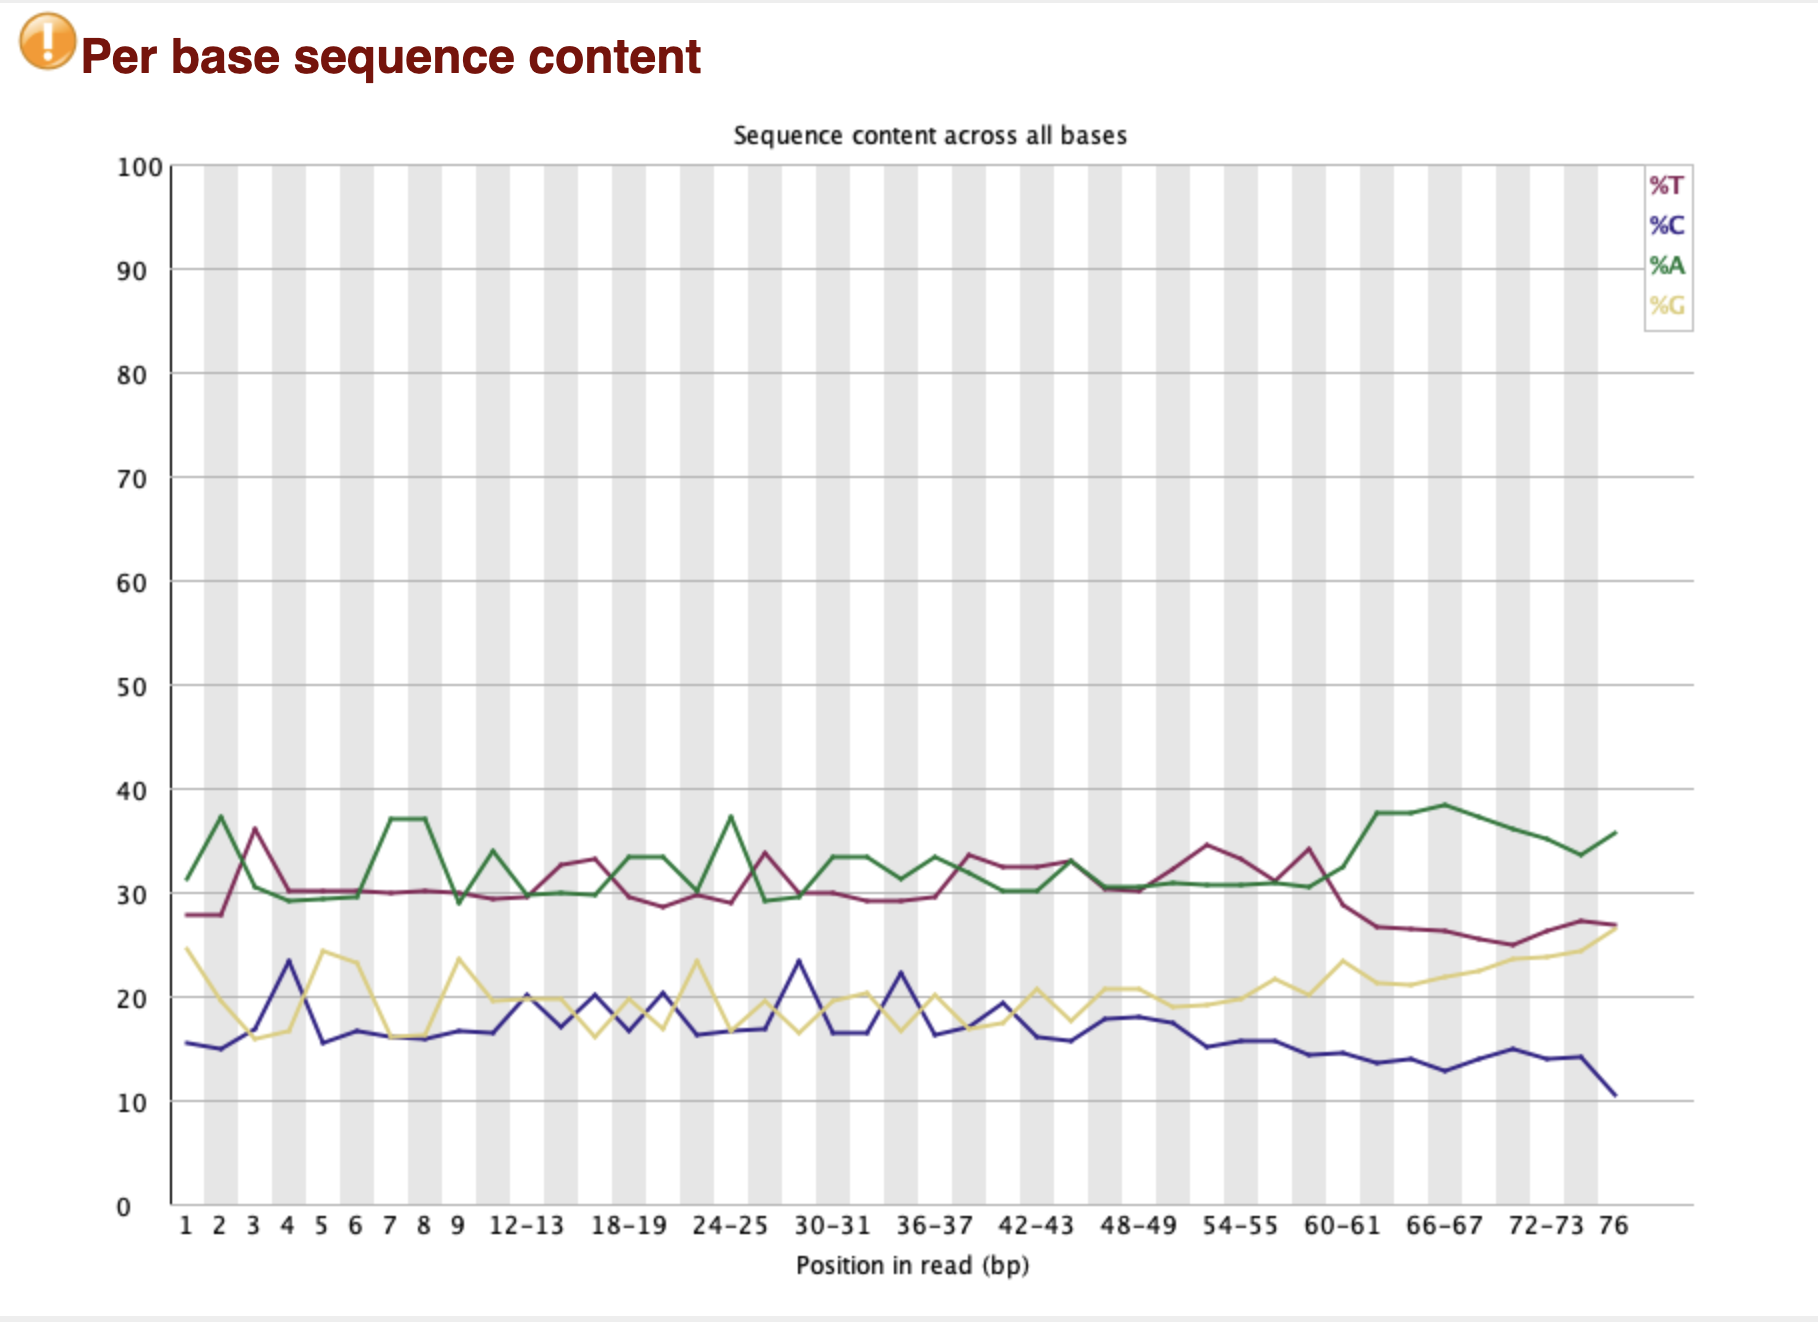 Per base sequence content
Sequence content across all bases
100
90
80
70
60
50
40
30
20
10
0
%T
%C
%A
%G
1 2 3 4 5 6 7 8 9 12-13 18-19 24-25 30-31 36-37 42-43 48-49 54-55 60-61 66-67 72-73 76
Position in read (bp)